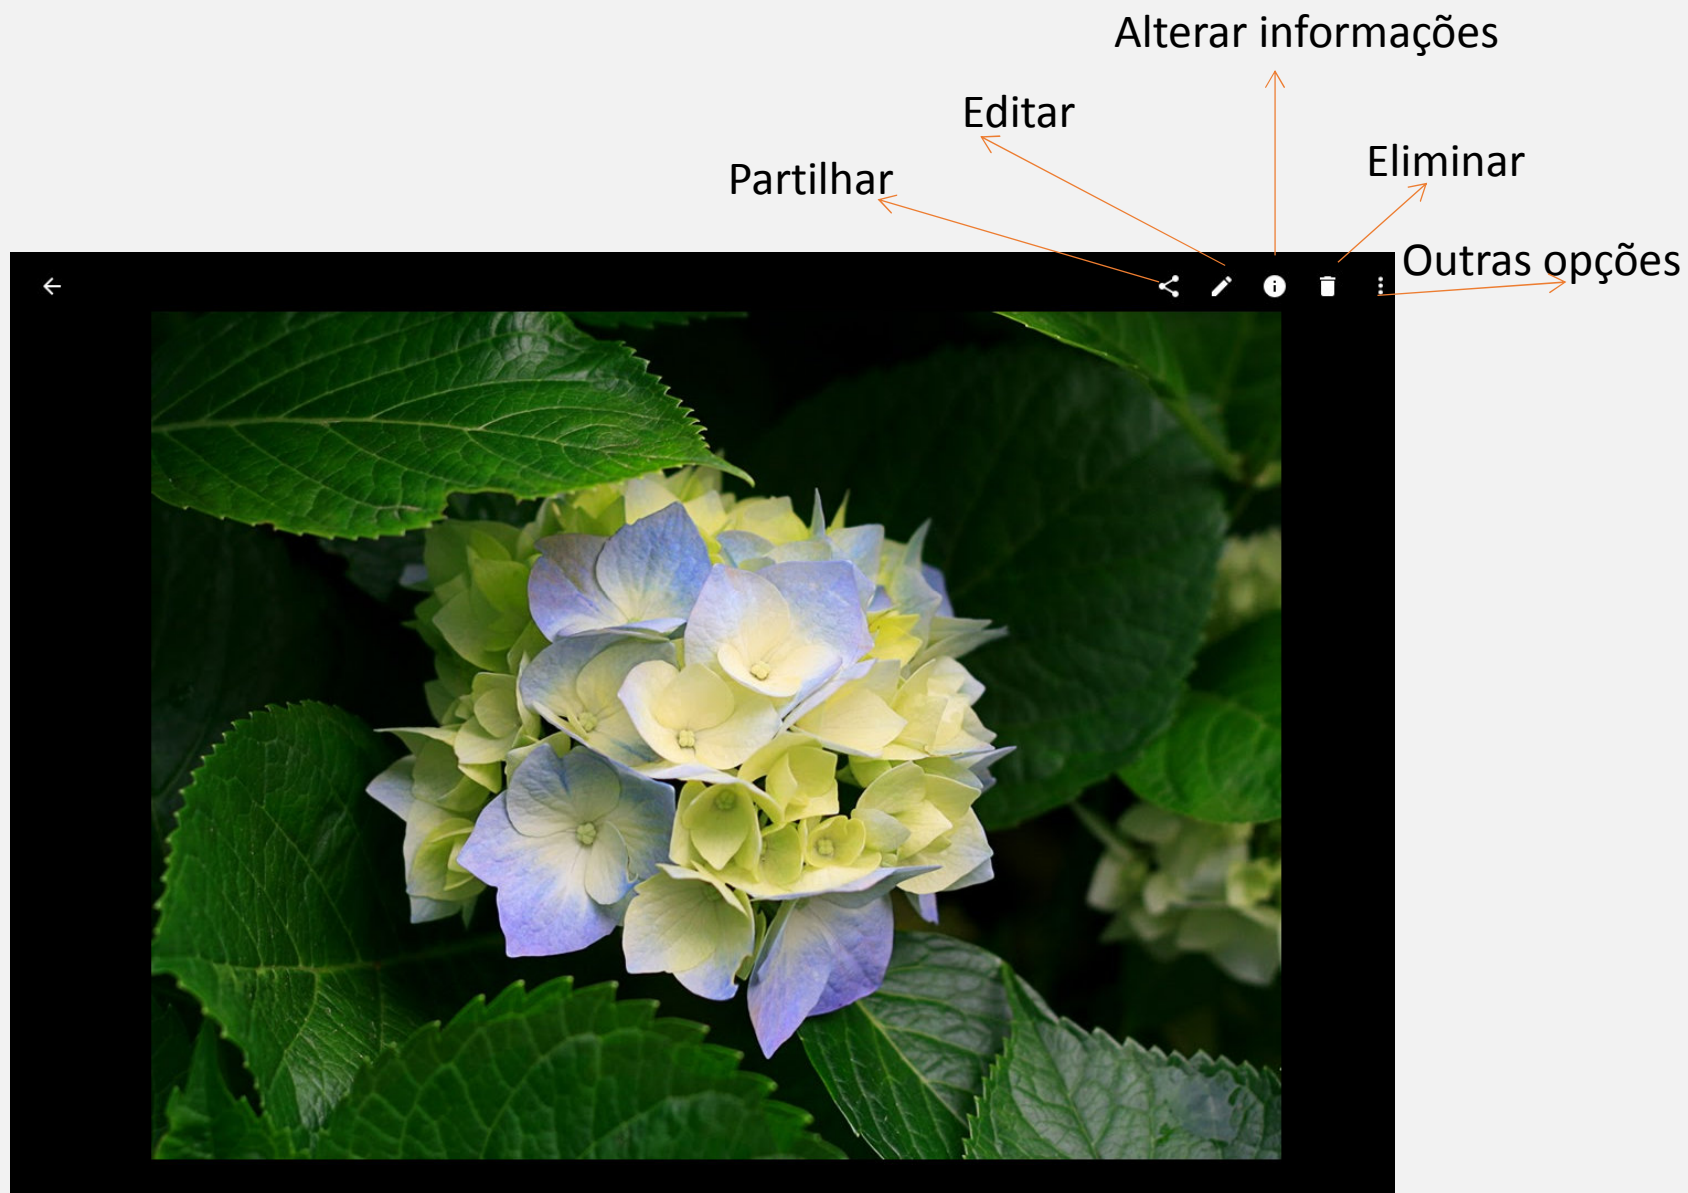 Alterar informações
Editar
Eliminar
Partilhar
Outras opções